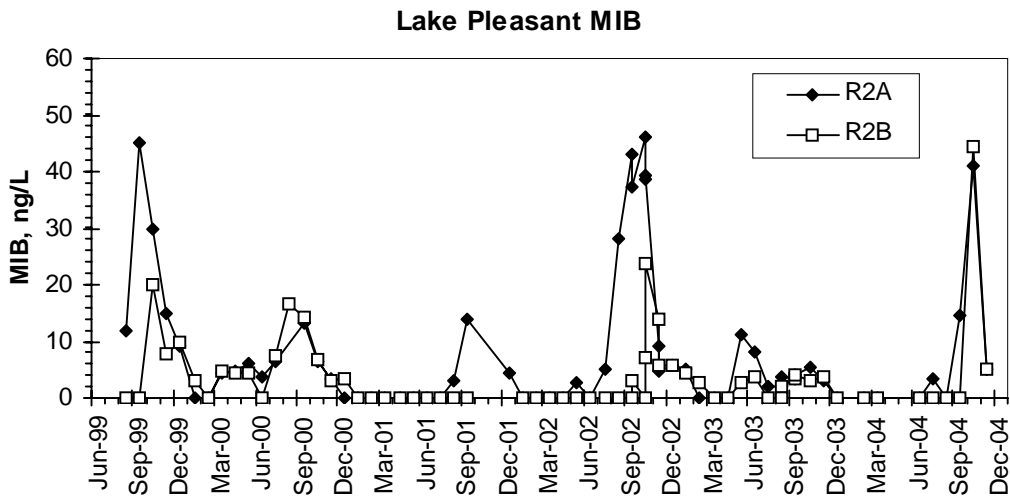 Lake Pleasant MIB
60
50
40
30
20
10
0
MIB, ng/L
R2A
R2B
Jun-99
Sep-99
Dec-99
Mar-00
Jun-00
Sep-00
Dec-00
Mar-01
Jun-01
Sep-01
Dec-01
Mar-02
Jun-02
Sep-02
Dec-02
Mar-03
Jun-03
Sep-03
Dec-03
Mar-04
Jun-04
Sep-04
Dec-04